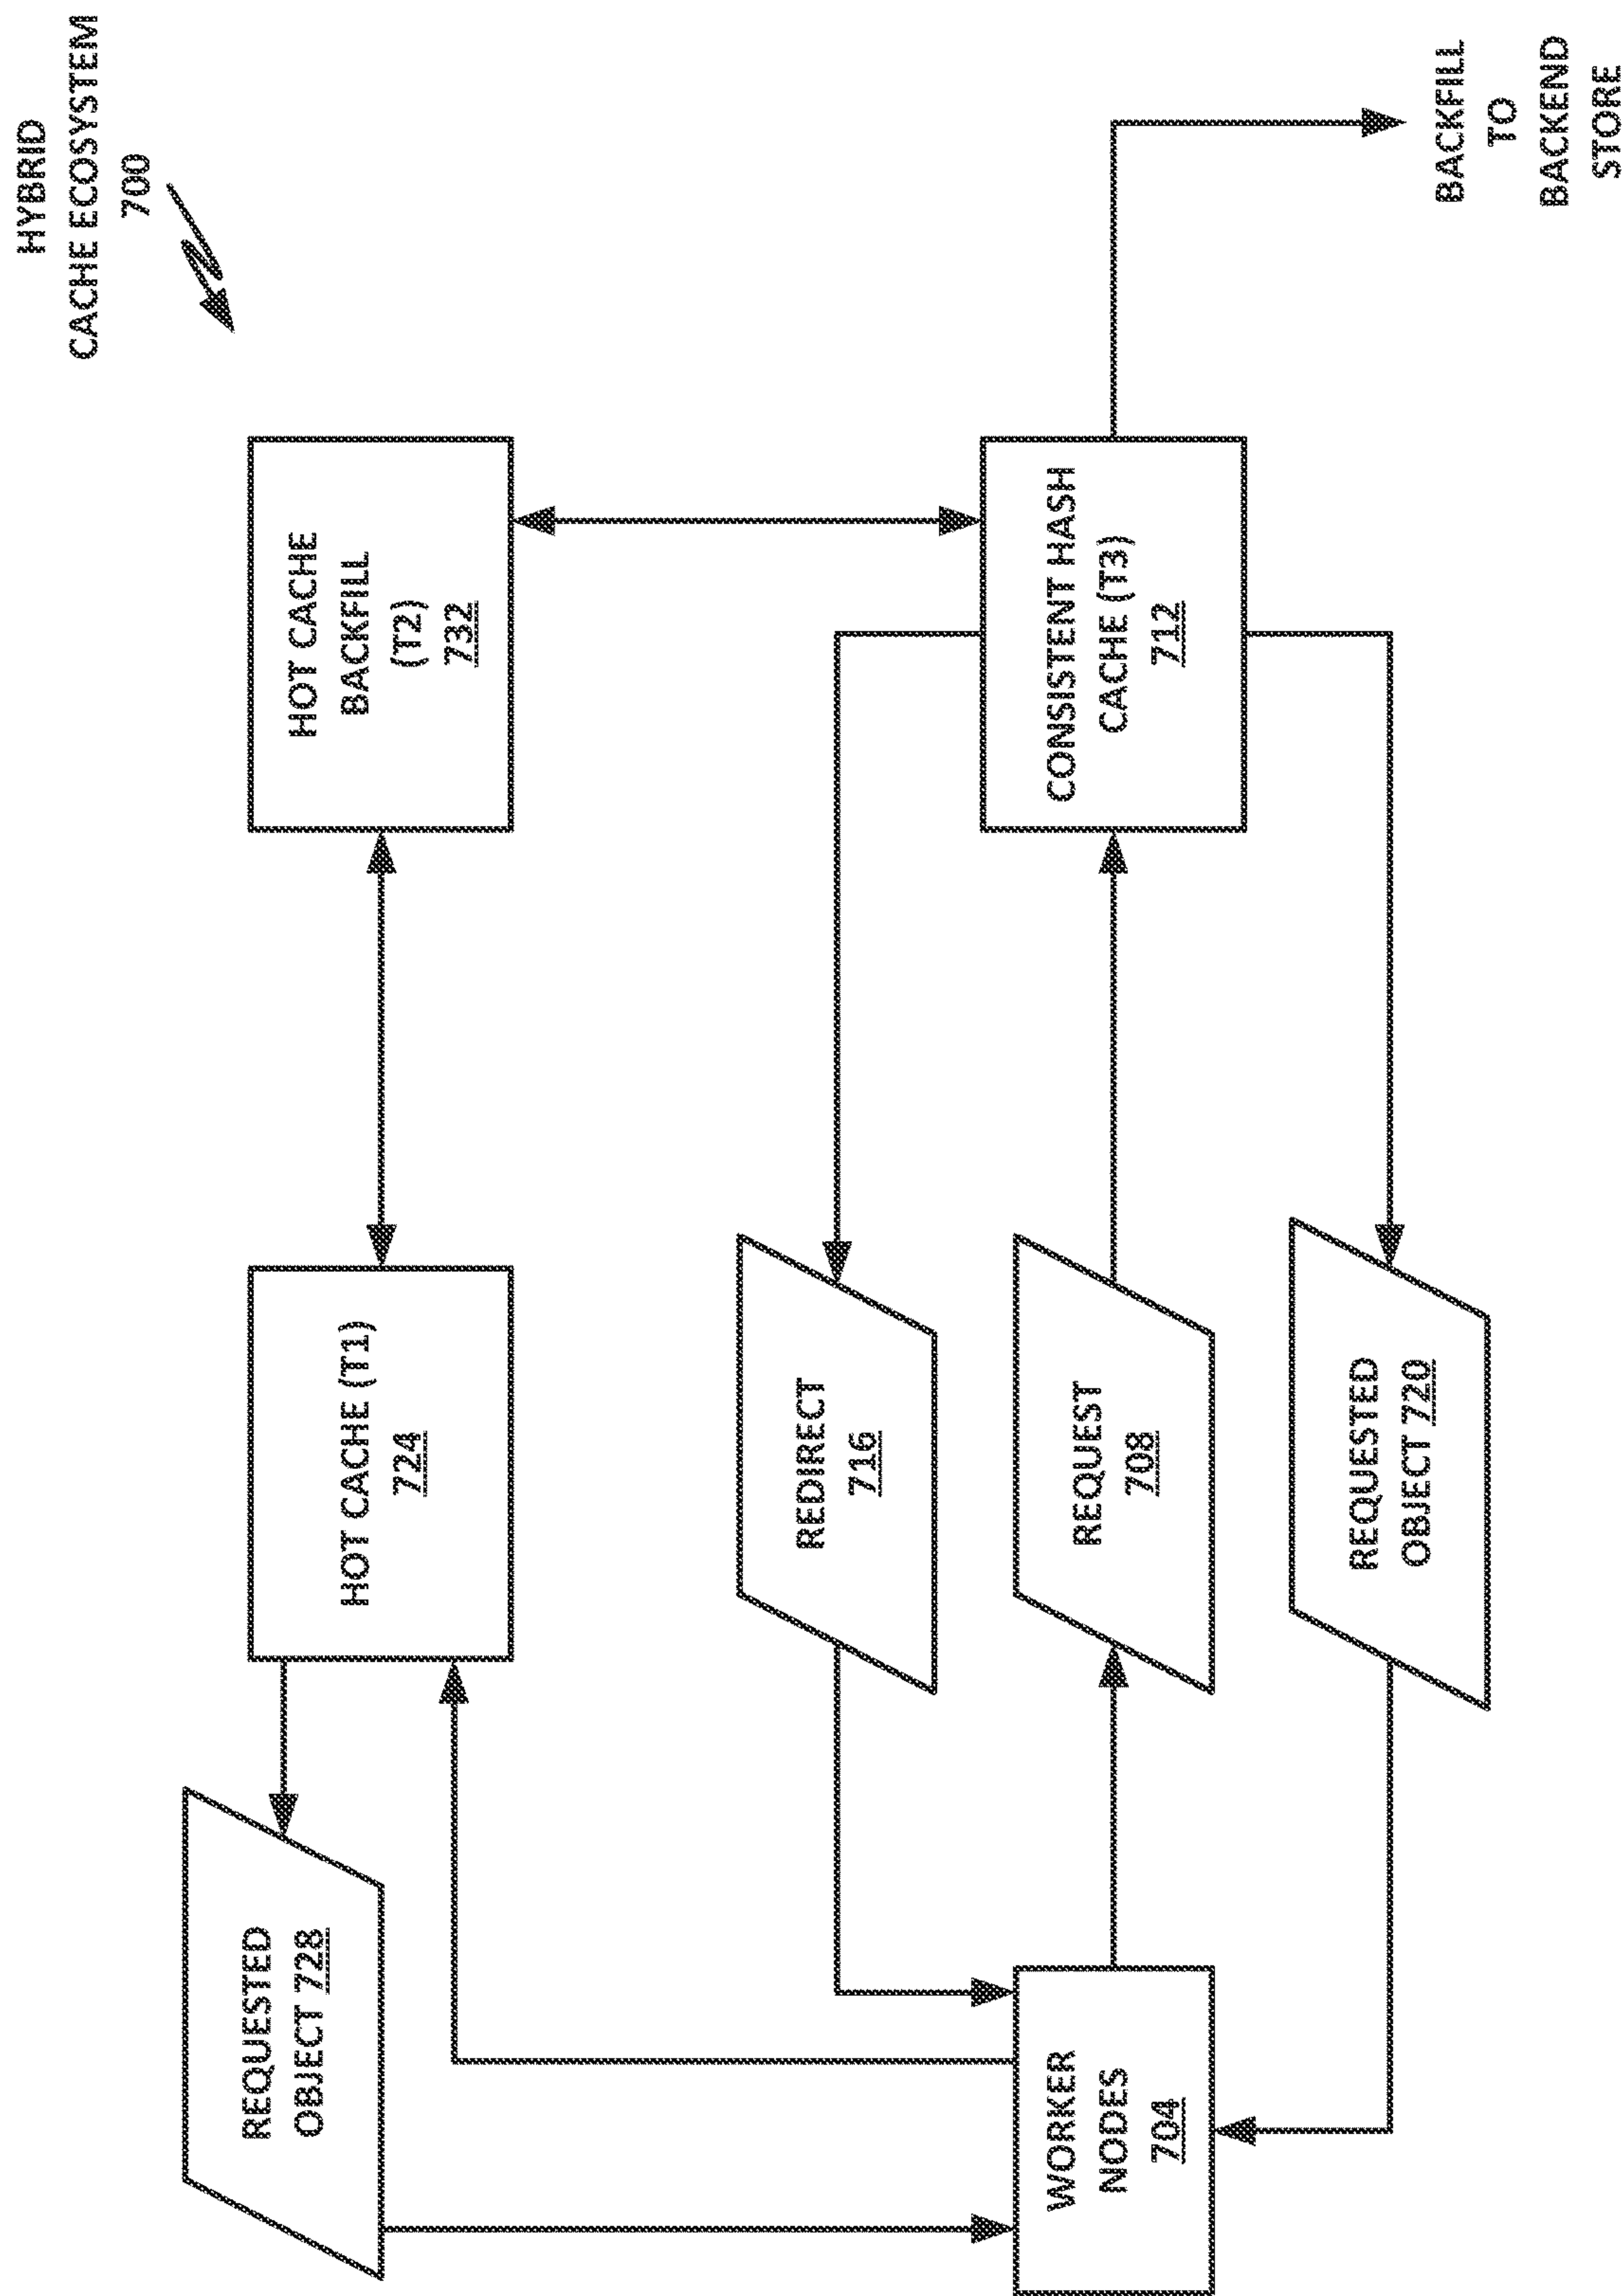 HYBRID
CACHE ECOSYSTEM
700
REQUESTED
OBJECT 728
HOT CACHE (T1)
724
HOT CACHE
BACKFILL
(T2)
732
REDIRECT
716
WORKER
NODES
704
REQUEST
708
CONSISTENT HASH
CACHE (T3)
712
REQUESTED
OBJECT 720
BACKFILL
TO
BACKEND
STORE